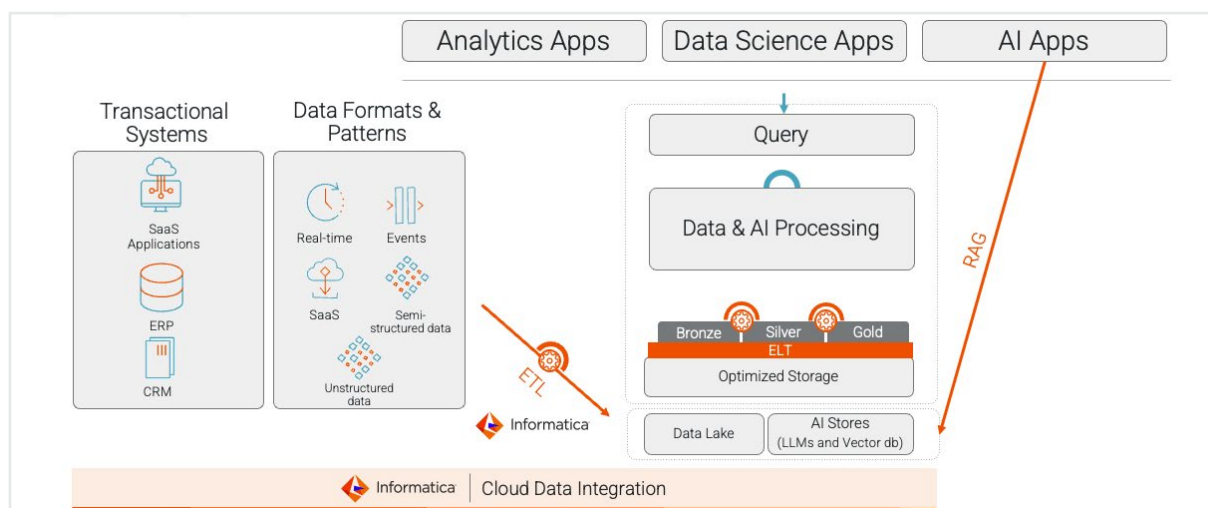 Analytics Apps
Data Science Apps
AI Apps
Transactional
Systems
Data Formats &
Patterns
SaaS
Applications
ERP
CRM
Real-time
Events
SaaS
Semi-
structured data
Unstructured
data
ETL
Informatica
Query
Data & AI Processing
RAG
Bronze
Silver
Gold
ELT
Optimized Storage
Data Lake
AI Stores
(LLMs and Vector db)
Informatica
Cloud Data Integration